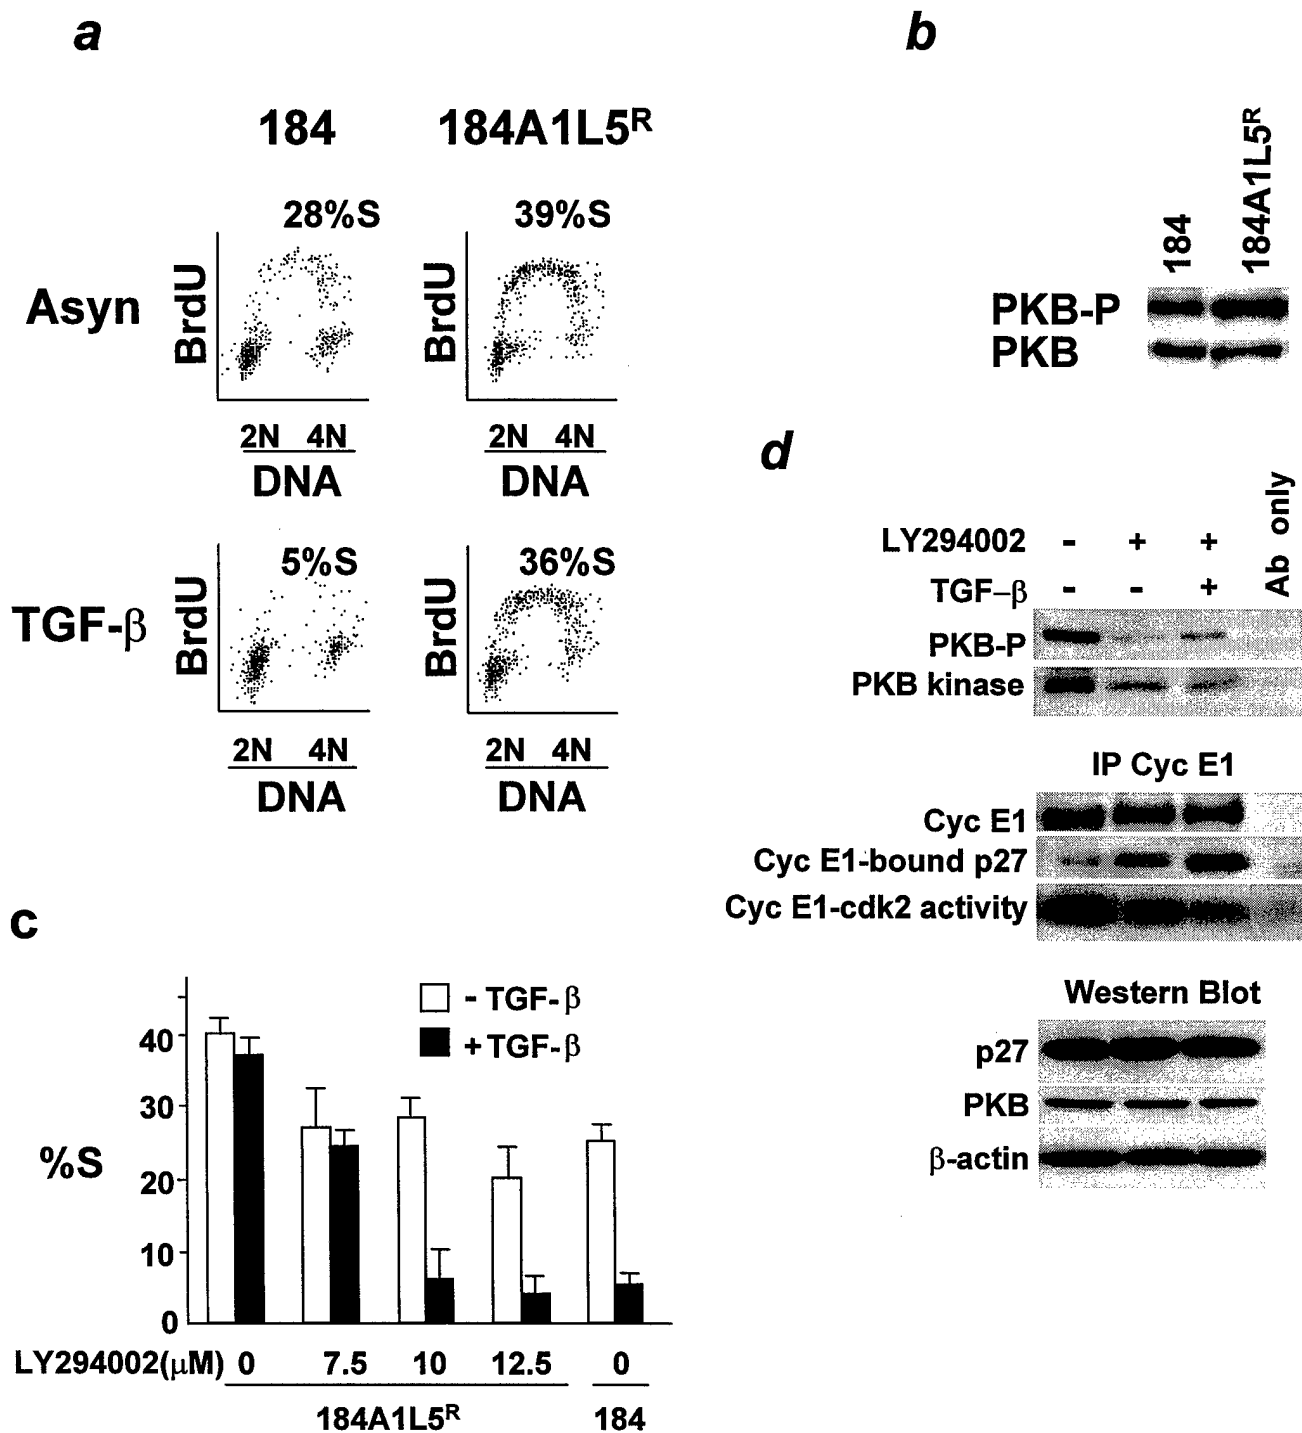 a
184
184A1L5R
28%S
39%S
Asyn
BrdU
BrdU
2N 4N
2N 4N
DNA
DNA
5%S
36%S
TGF-β
BrdU
BrdU
2N 4N
2N 4N
DNA
DNA
b
184
184A1L5R
PKB-P
PKB
c
- TGF-β
+ TGF-β
40
30
20
10
0
%S
LY294002(μM) 0 7.5 10 12.5 0
184A1L5R 184
d
LY294002 - + +
TGF-β - - +
Ab only
PKB-P
PKB kinase
IP Cyc E1
Cyc E1
Cyc E1-bound p27
Cyc E1-cdk2 activity
Western Blot
p27
PKB
β-actin